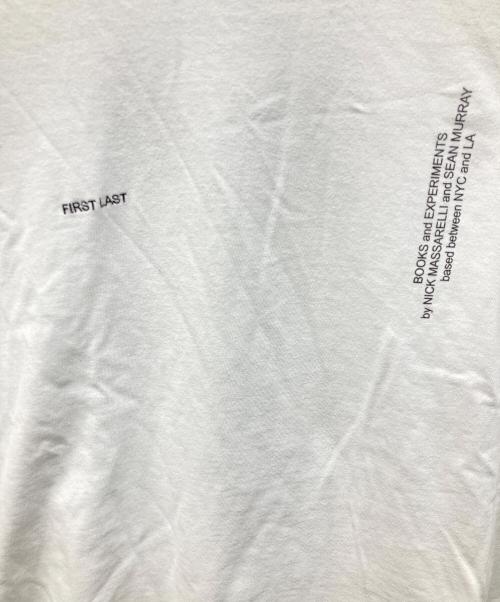 FIRST LAST
BOOKS and EXPERIMENTS
by NICK MASSARELLI and SEAN MURRAY
based between NYC and LA